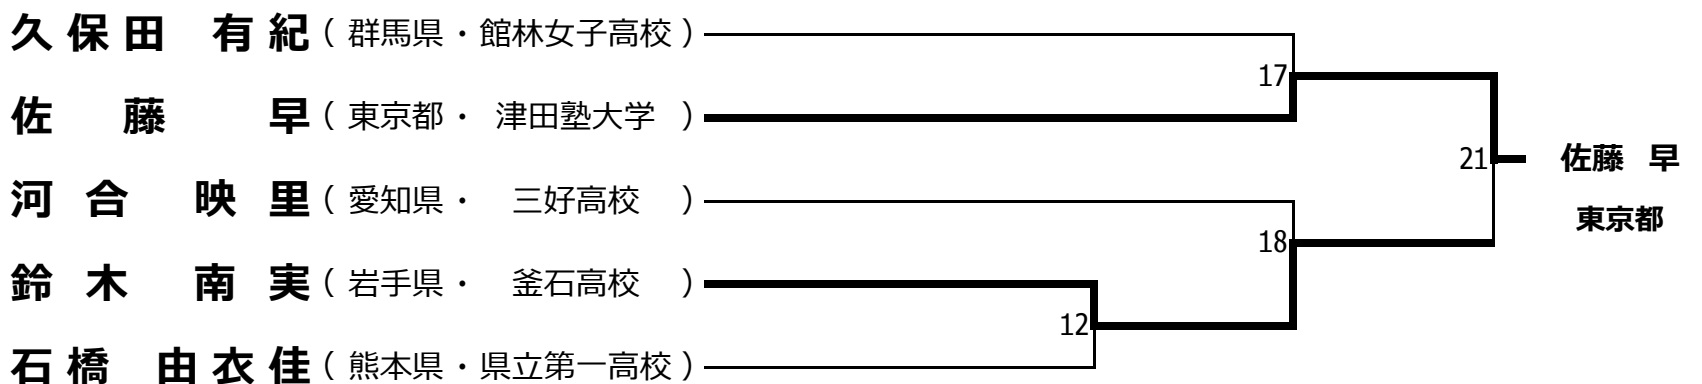 久保田 有紀（群馬県・館林女子高校）
17
佐藤 早（東京都・ 津田塾大学 ）
21
佐藤 早
東京都
河合 映里（愛知県・ 三好高校 ）
18
鈴木 南実（岩手県・ 釜石高校 ）
12
石橋 由衣佳（熊本県・県立第一高校）